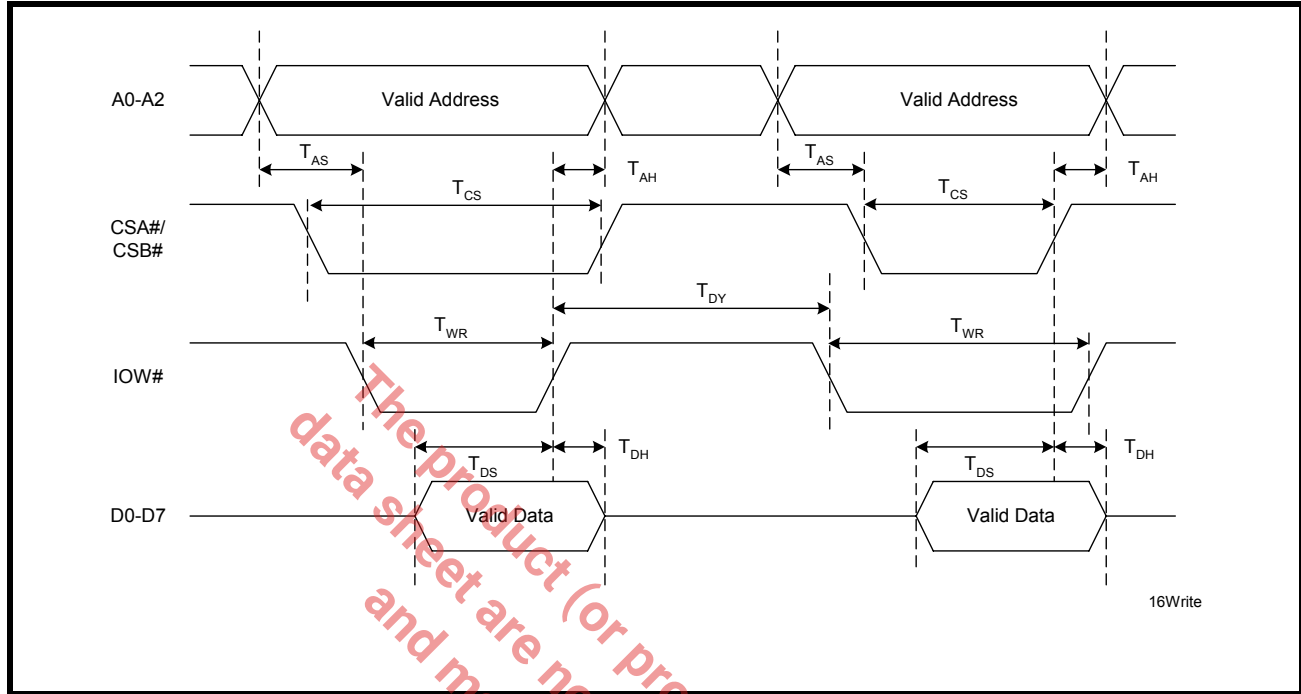 A0-A2
Valid Address
Valid Address
TAS
TAH
TAS
TAH
TCS
TCS
CSA#/
CSB#
TDY
TWR
TWR
IOW#
TDS
TDH
TDS
TDH
D0-D7
Valid Data
Valid Data
16Write
The product (or pro
data sheet are ne
and m